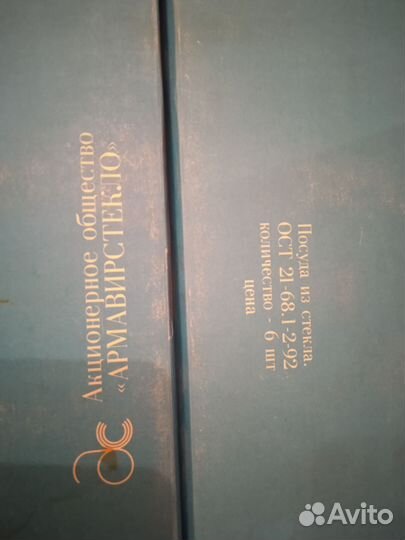 Акционерное общество
«АРМАВИРСТЕКЛО»
Посуда из стекла.
ОСТ 21-68.1-2-92
количество - 6 шт
цена
Avito